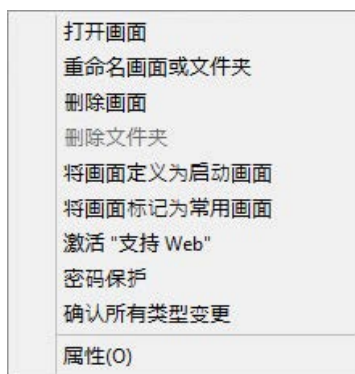 打开画面
重命名画面或文件夹
删除画面
删除文件夹
将画面定义为启动画面
将画面标记为常用画面
激活 "支持 Web"
密码保护
确认所有类型变更
属性(O)